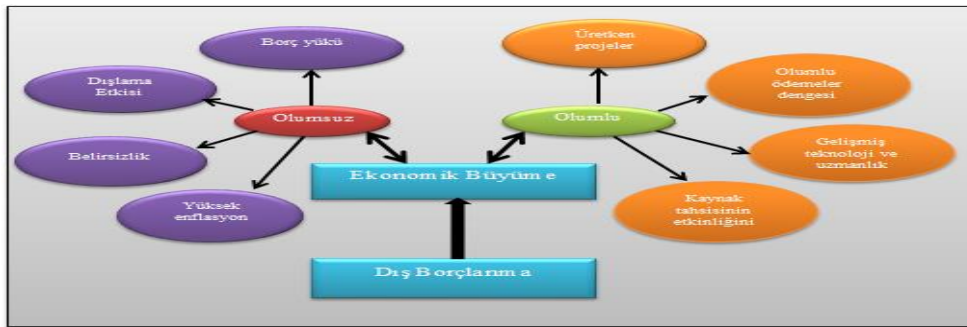 Borç yükü
Üretken
projeler
Dışlama
Etkisi
Olumlu
ödemeler
dengesi
Olumsuz
Olumlu
Belirsizlik
Gelişmiş
teknoloji ve
uzmanlık
Ekonomik Büyüme
Yüksek
enflasyon
Kaynak
tahsisinin
etkinliğini
Dış Borçlanma